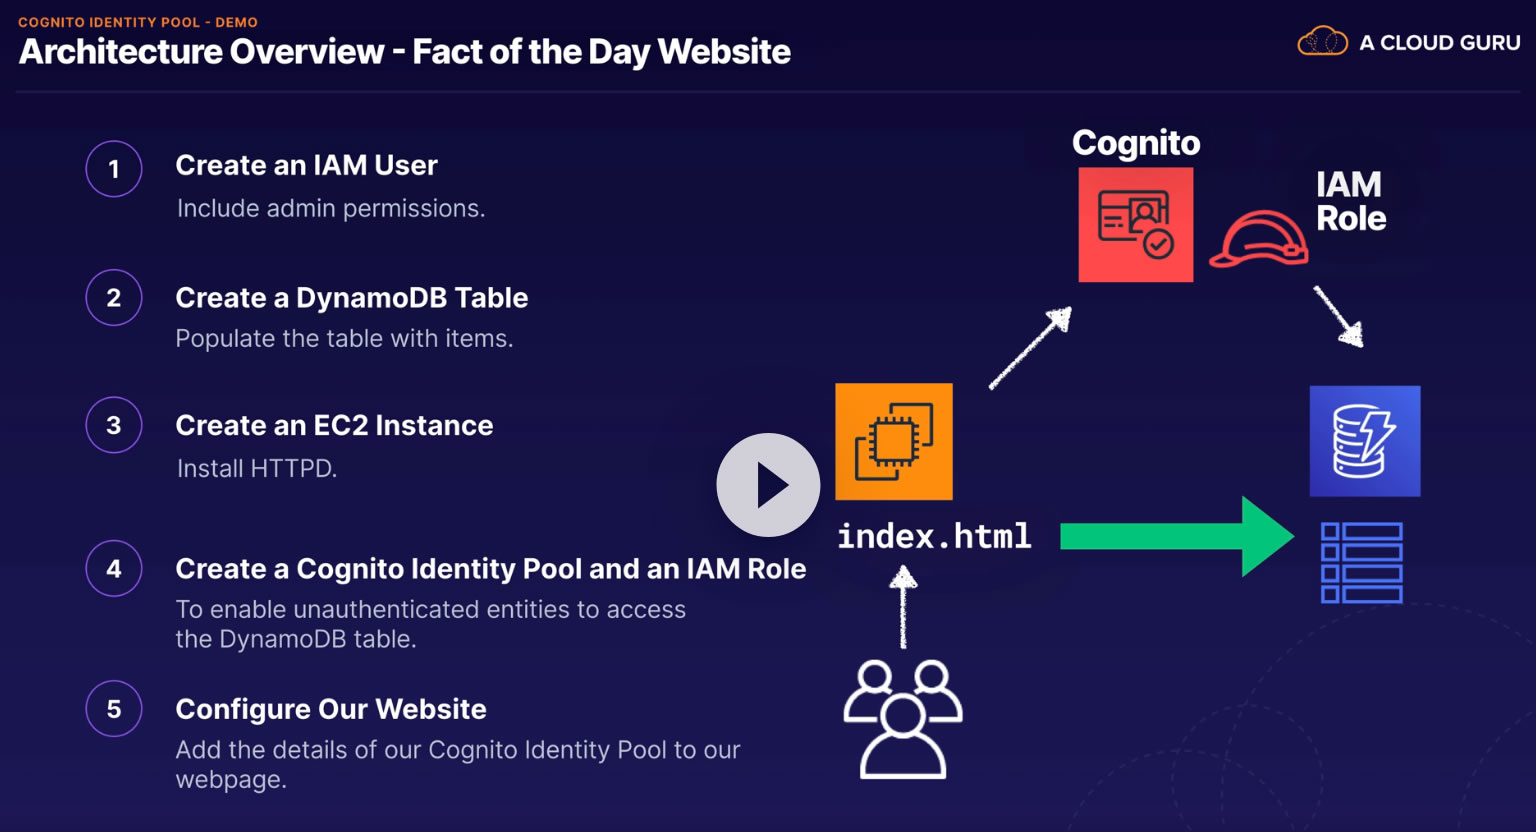 COGNITO IDENTITY POOL - DEMO
Architecture Overview - Fact of the Day Website
A CLOUD GURU
1
Create an IAM User
Include admin permissions.
2
Create a DynamoDB Table
Populate the table with items.
3
Create an EC2 Instance
Install HTTPD.
4
Create a Cognito Identity Pool and an IAM Role
To enable unauthenticated entities to access
the DynamoDB table.
5
Configure Our Website
Add the details of our Cognito Identity Pool to our
webpage.
Cognito
IAM
Role
index.html